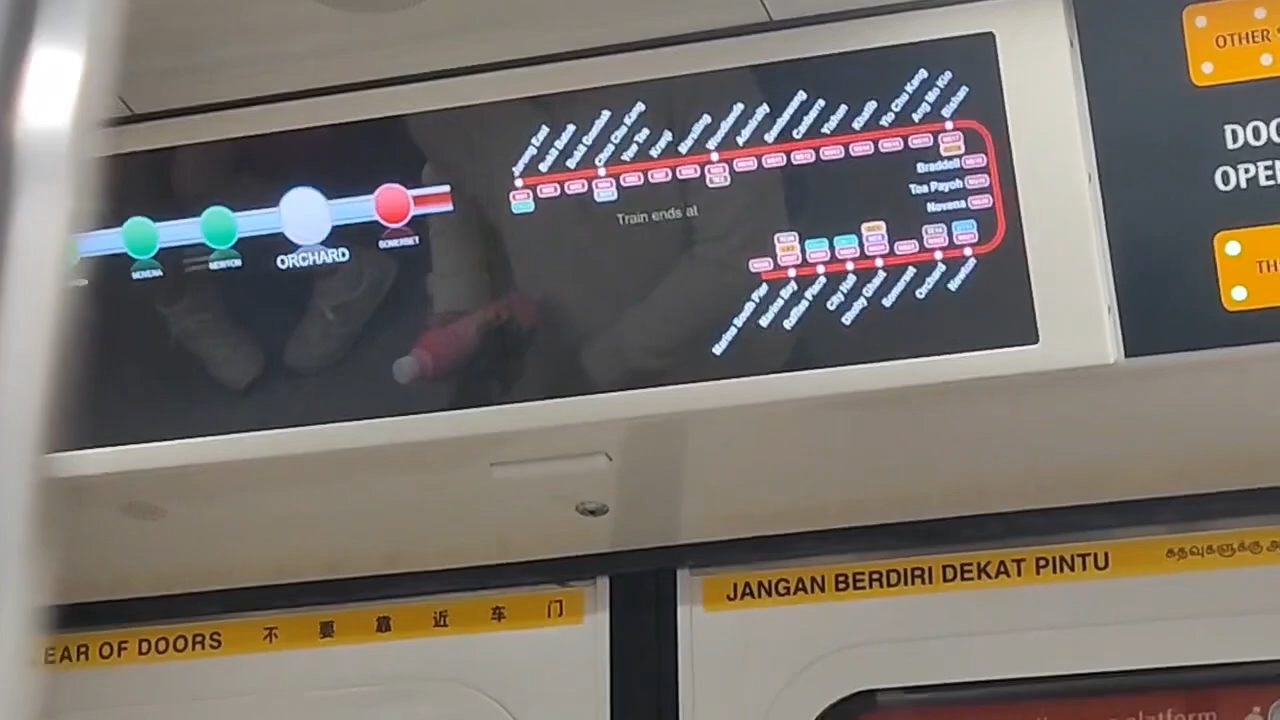 OTHER
DOO
OPE
TH
NOVENA
NEWTON
ORCHARD
SOMERSET
Jurong East
Bukit Batok
Bukit Gombak
Choa Chu Kang
Yew Tee
Kranji
Marsiling
Woodlands
Admiralty
Sembawang
Canberra
Yishun
Khatib
Yio Chu Kang
Ang Mo Kio
Bishan
Braddell
Toa Payoh
Novena
Train ends at
Marina South Pier
Marina Bay
Raffles Place
City Hall
Dhoby Ghaut
Somerset
Orchard
Newton
EAR OF DOORS 不 要 靠 近 车 门
JANGAN BERDIRI DEKAT PINTU கதவுகளுக்கு அ
platform